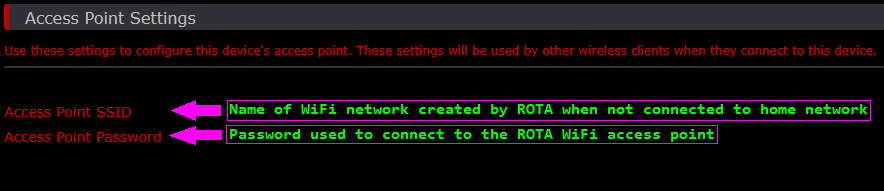 Access Point Settings
Use these settings to configure this device's access point. These settings will be used by other wireless clients when they connect to this device.
Access Point SSID Name of WiFi network created by ROTA when not connected to home network
Access Point Password Password used to connect to the ROTA WiFi access point